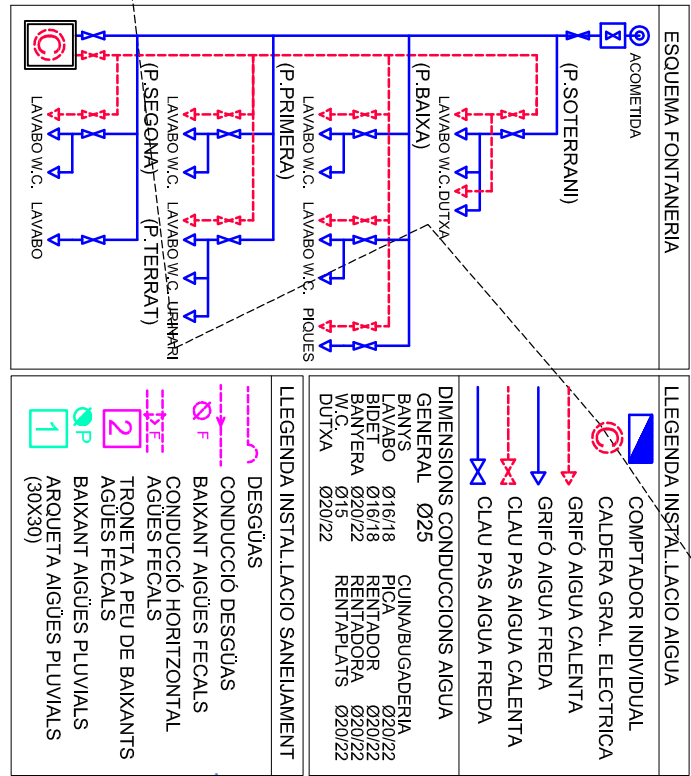 ESQUEMA FONTANERIA
ACOMETIDA
(P.SOTERRANI)
LAVABO W.C. DUTXA
(P.BAIXA)
LAVABO W.C.
LAVABO W.C.
PIQUES
(P.PRIMERA)
LAVABO W.C.
LAVABO W.C. URINARI
(P.SEGONA)
(P.TERRAT)
LAVABO W.C.
LAVABO
C
LLEGENDA INSTAL.LACIO AIGUA
COMPTADOR INDIVIDUAL
C CALDERA GRAL. ELECTRICA
GRIFÓ AIGUA CALENTA
GRIFÓ AIGUA FREDA
CLAU PAS AIGUA CALENTA
CLAU PAS AIGUA FREDA
DIMENSIONS CONDUCCIONS AIGUA
GENERAL Ø25
BANYS
LAVABO Ø16/18
BIDET Ø16/18
BANYERA Ø20/22
W.C. Ø15
DUTXA Ø20/22
CUINA/BUGADERIA
PICA Ø20/22
RENTADOR Ø20/22
RENTADORA Ø20/22
RENTAPLATS Ø20/22
LLEGENDA INSTAL.LACIO SANEIJAMENT
DESGÜAS
CONDUCCIÓ DESGÜAS
Ø F BAIXANT AIGÜES FECALS
F CONDUCCIÓ HORITZONTAL
AGÜES FECALS
2 TRONETA A PEU DE BAIXANTS
AGÜES FECALS
Ø P BAIXANT AIGÜES PLUVIALS
1 ARQUETA AIGÜES PLUVIALS
(30X30)